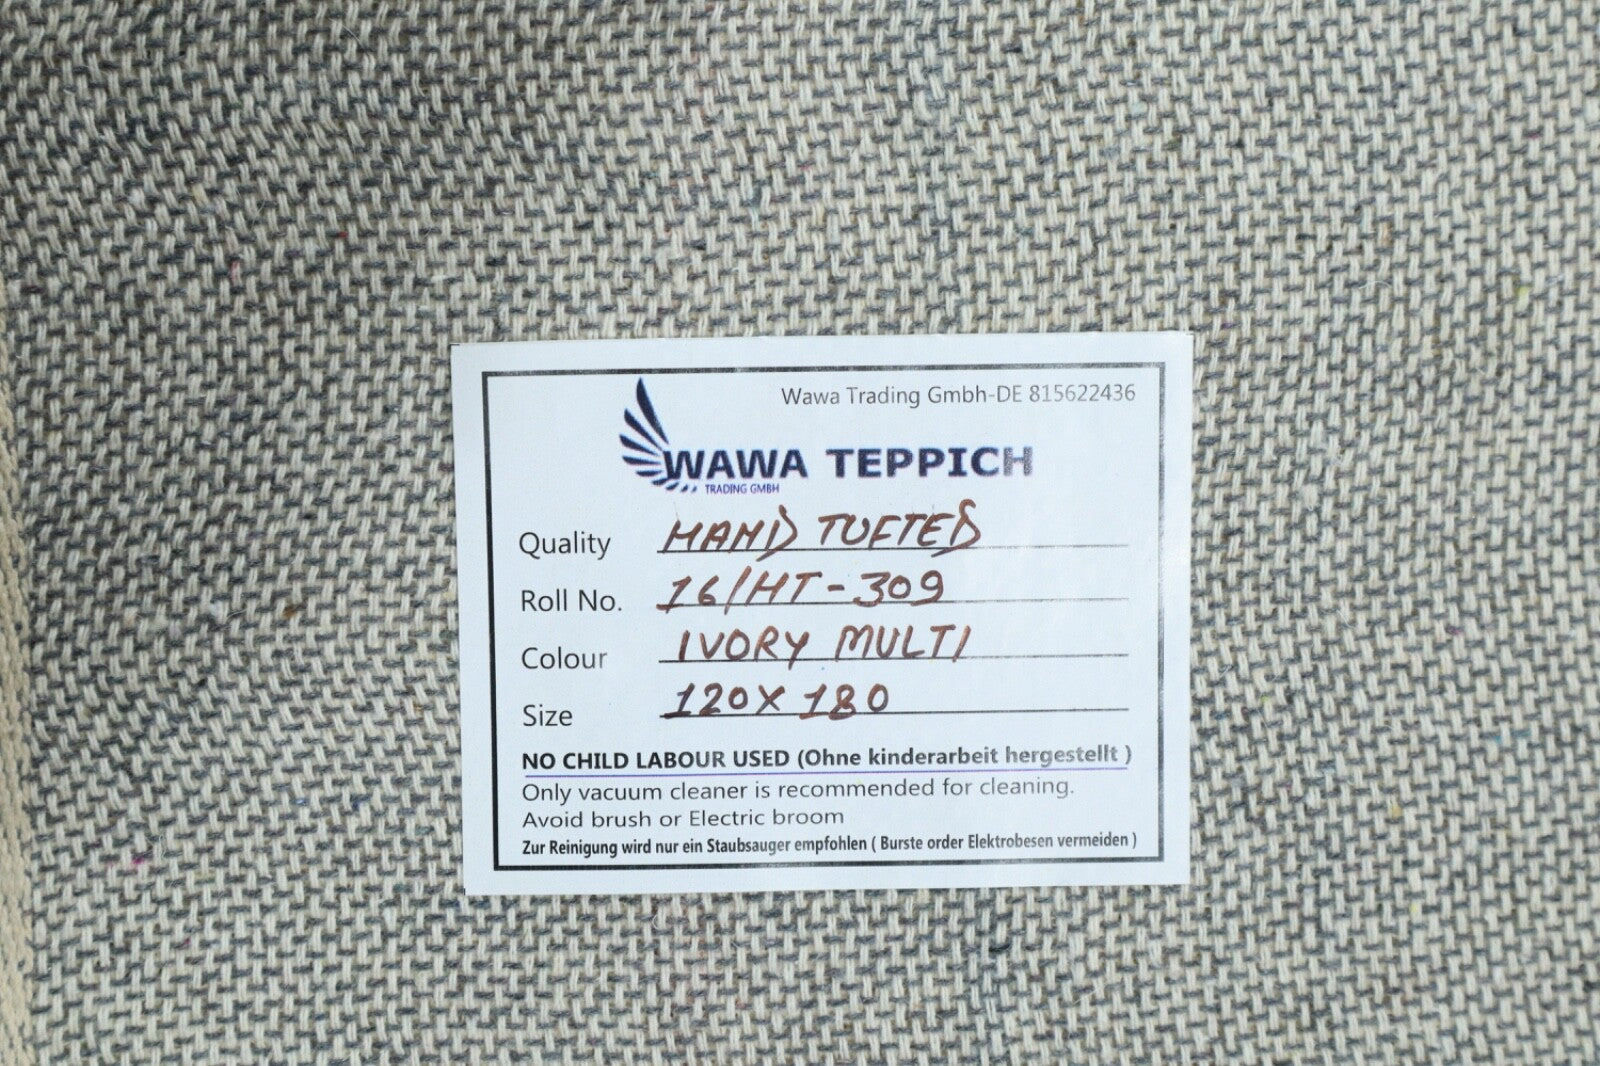 Wawa Trading Gmbh-DE 815622436
WAWA TEPPICH
TRADING GMBH
Quality HAND TUFTED
Roll No. 16/HT-309
Colour IVORY MULTI
Size 120X180
NO CHILD LABOUR USED (Ohne kinderarbeit hergestellt )
Only vacuum cleaner is recommended for cleaning.
Avoid brush or Electric broom
Zur Reinigung wird nur ein Staubsauger empfohlen ( Burste order Elektrobesen vermeiden )